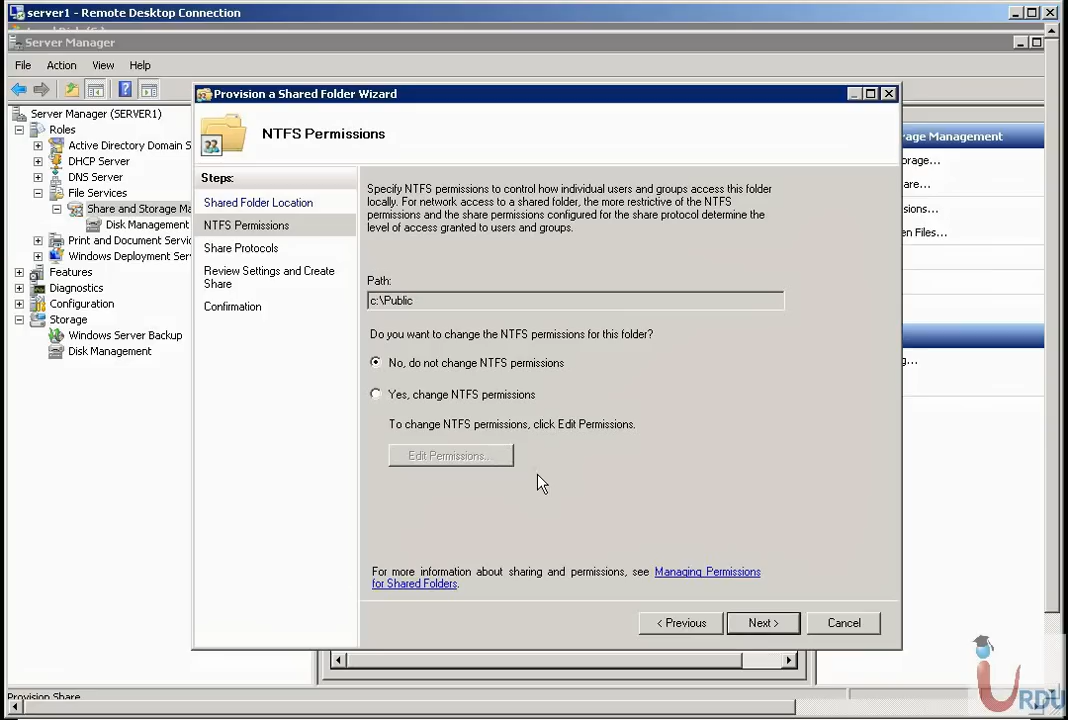 server1 - Remote Desktop Connection
Server Manager
File Action View Help
Server Manager (SERVER1)
Roles
Active Directory Domain S
DHCP Server
DNS Server
File Services
Share and Storage Ma
Disk Management
Print and Document Servic
Windows Deployment Ser
Features
Diagnostics
Configuration
Storage
Windows Server Backup
Disk Management
Provision a Shared Folder Wizard
NTFS Permissions
Steps:
Shared Folder Location
NTFS Permissions
Share Protocols
Review Settings and Create
Share
Confirmation
Specify NTFS permissions to control how individual users and groups access this folder
locally. For network access to a shared folder, the more restrictive of the NTFS
permissions and the share permissions configured for the share protocol determine the
level of access granted to users and groups.
Path:
c:\Public
Do you want to change the NTFS permissions for this folder?
No, do not change NTFS permissions
Yes, change NTFS permissions
To change NTFS permissions, click Edit Permissions.
Edit Permissions...
For more information about sharing and permissions, see Managing Permissions
for Shared Folders.
< Previous Next > Cancel
rage Management
orage...
are...
sions...
en Files...
g...
Provision Share
iURDU